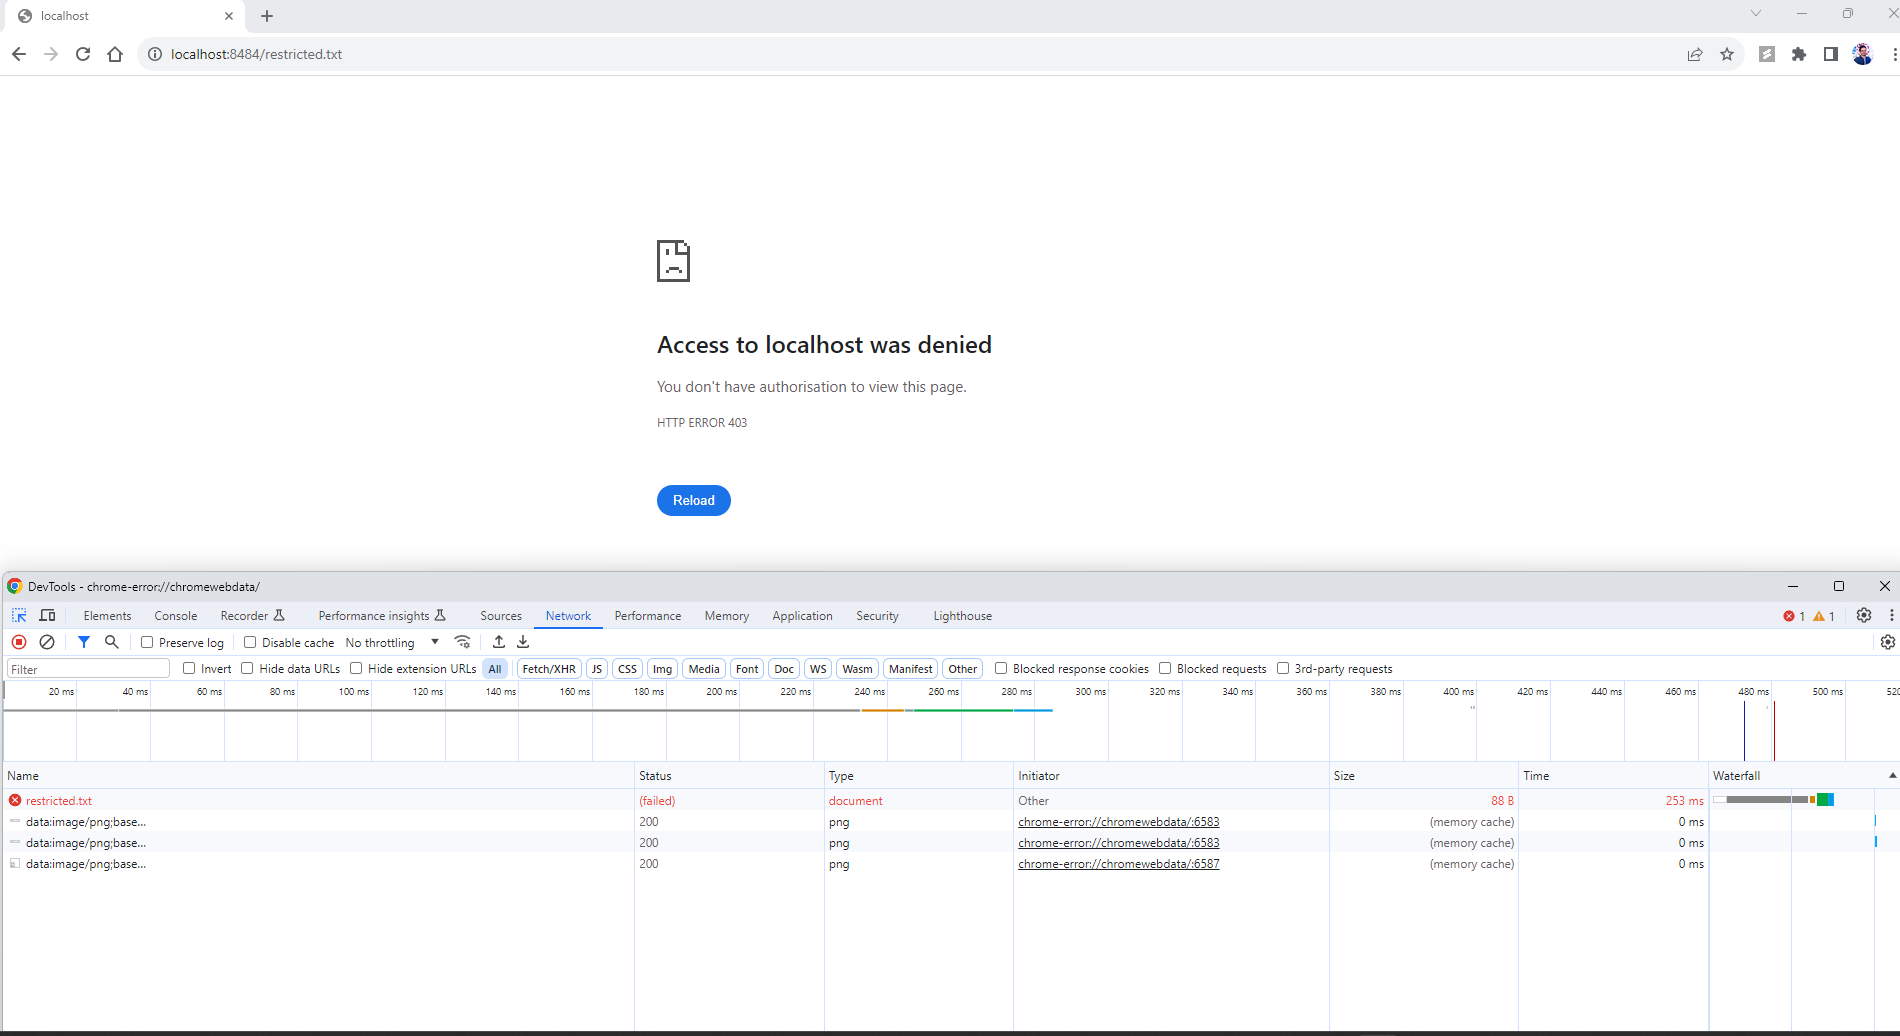 localhost
localhost:8484/restricted.txt
Access to localhost was denied
You don't have authorisation to view this page.
HTTP ERROR 403
Reload
DevTools - chrome-error://chromewebdata/
Elements Console Recorder Performance insights Sources Network Performance Memory Application Security Lighthouse 1 1
Preserve log Disable cache No throttling
Filter Invert Hide data URLs Hide extension URLs All Fetch/XHR JS CSS Img Media Font Doc WS Wasm Manifest Other Blocked response cookies Blocked requests 3rd-party requests
20 ms 40 ms 60 ms 80 ms 100 ms 120 ms 140 ms 160 ms 180 ms 200 ms 220 ms 240 ms 260 ms 280 ms 300 ms 320 ms 340 ms 360 ms 380 ms 400 ms 420 ms 440 ms 460 ms 480 ms 500 ms 520
Name Status Type Initiator Size Time Waterfall
restricted.txt (failed) document Other 88 B 253 ms
data:image/png;base... 200 png chrome-error://chromewebdata/:6583 (memory cache) 0 ms
data:image/png;base... 200 png chrome-error://chromewebdata/:6583 (memory cache) 0 ms
data:image/png;base... 200 png chrome-error://chromewebdata/:6587 (memory cache) 0 ms